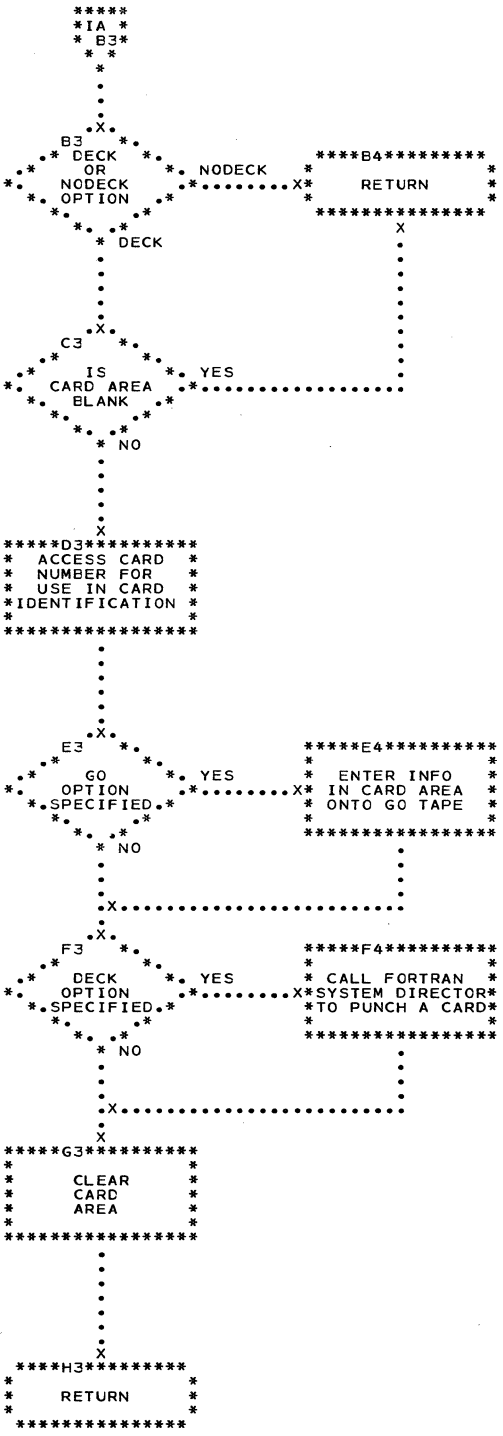 IA
B3
B3
DECK
OR
NODECK
OPTION
NODECK
DECK
B4
RETURN
C3
IS
CARD AREA
BLANK
YES
NO
D3
ACCESS CARD
NUMBER FOR
USE IN CARD
IDENTIFICATION
E3
GO
OPTION
SPECIFIED
YES
NO
E4
ENTER INFO
IN CARD AREA
ONTO GO TAPE
F3
DECK
OPTION
SPECIFIED
YES
NO
F4
CALL FORTRAN
SYSTEM DIRECTOR
TO PUNCH A CARD
G3
CLEAR
CARD
AREA
H3
RETURN